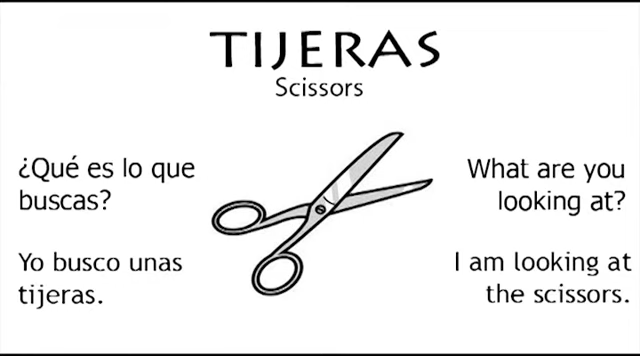 TIJERAS
Scissors
¿Qué es lo que
buscas?
What are you
looking at?
Yo busco unas
tijeras.
I am looking at
the scissors.